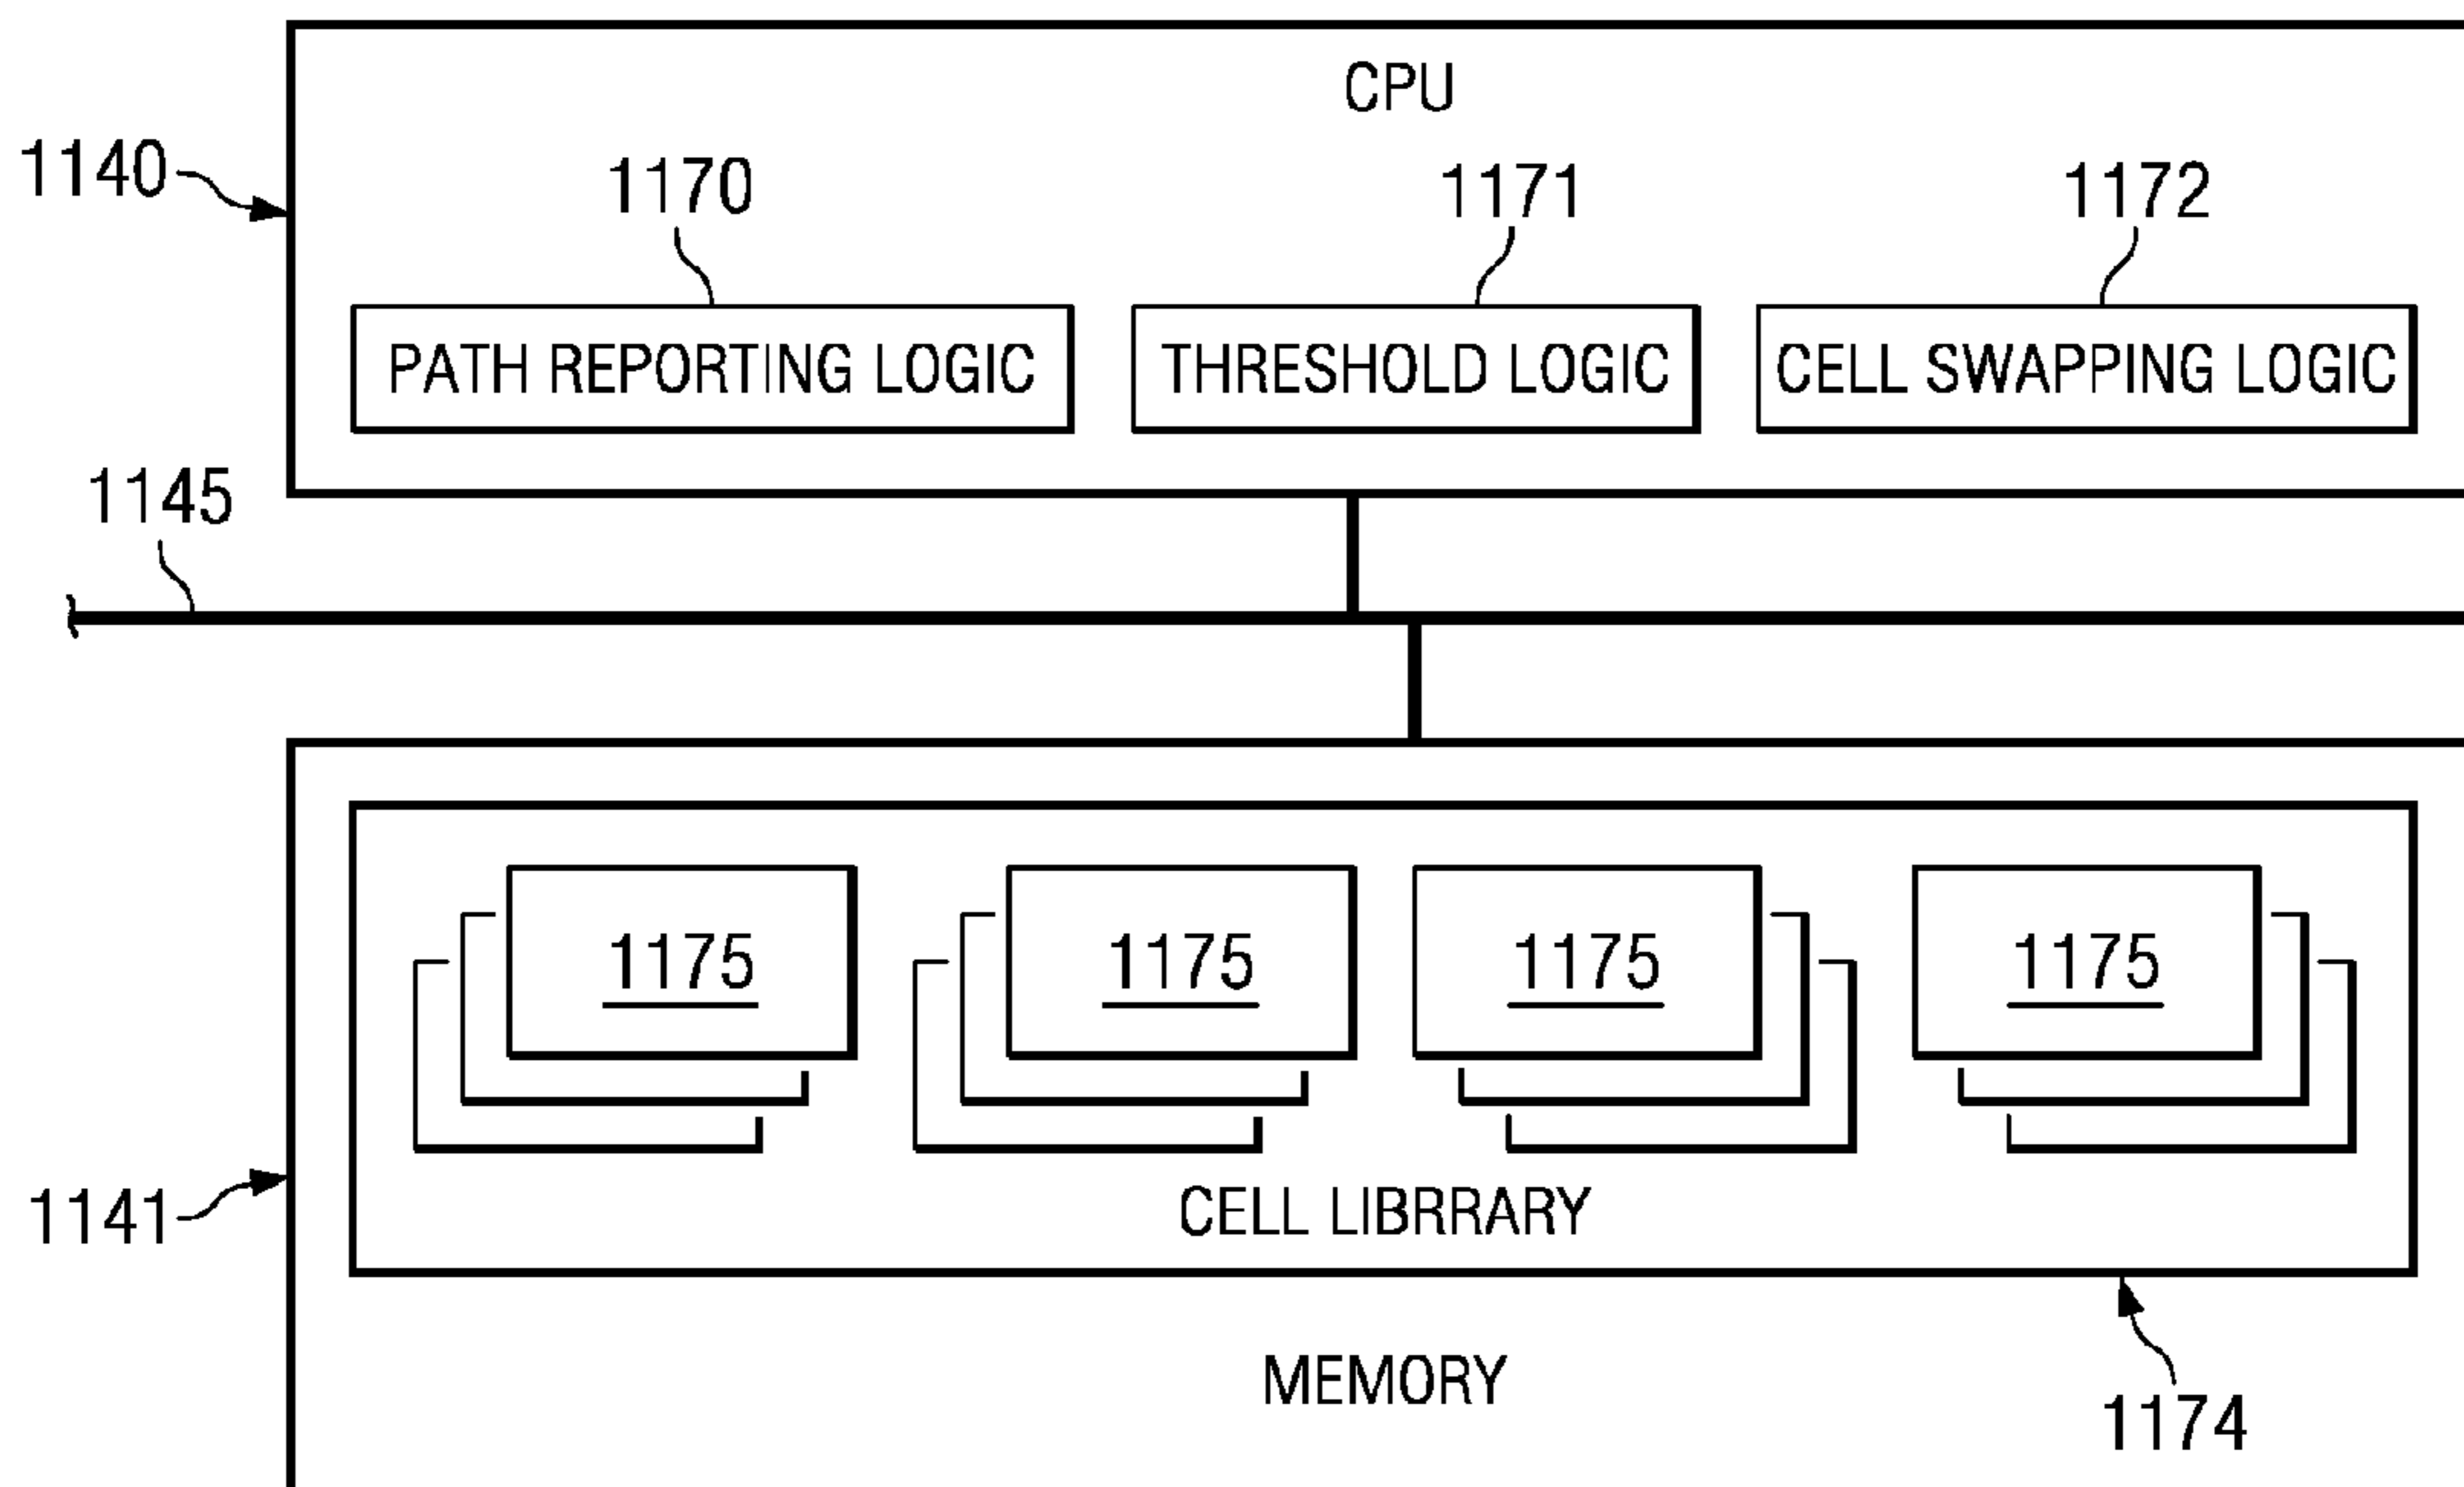 CPU
1140
1170
1171
1172
PATH REPORTING LOGIC
THRESHOLD LOGIC
CELL SWAPPING LOGIC
1145
1175
1175
1175
1175
1141
CELL LIBRRARY
MEMORY
1174